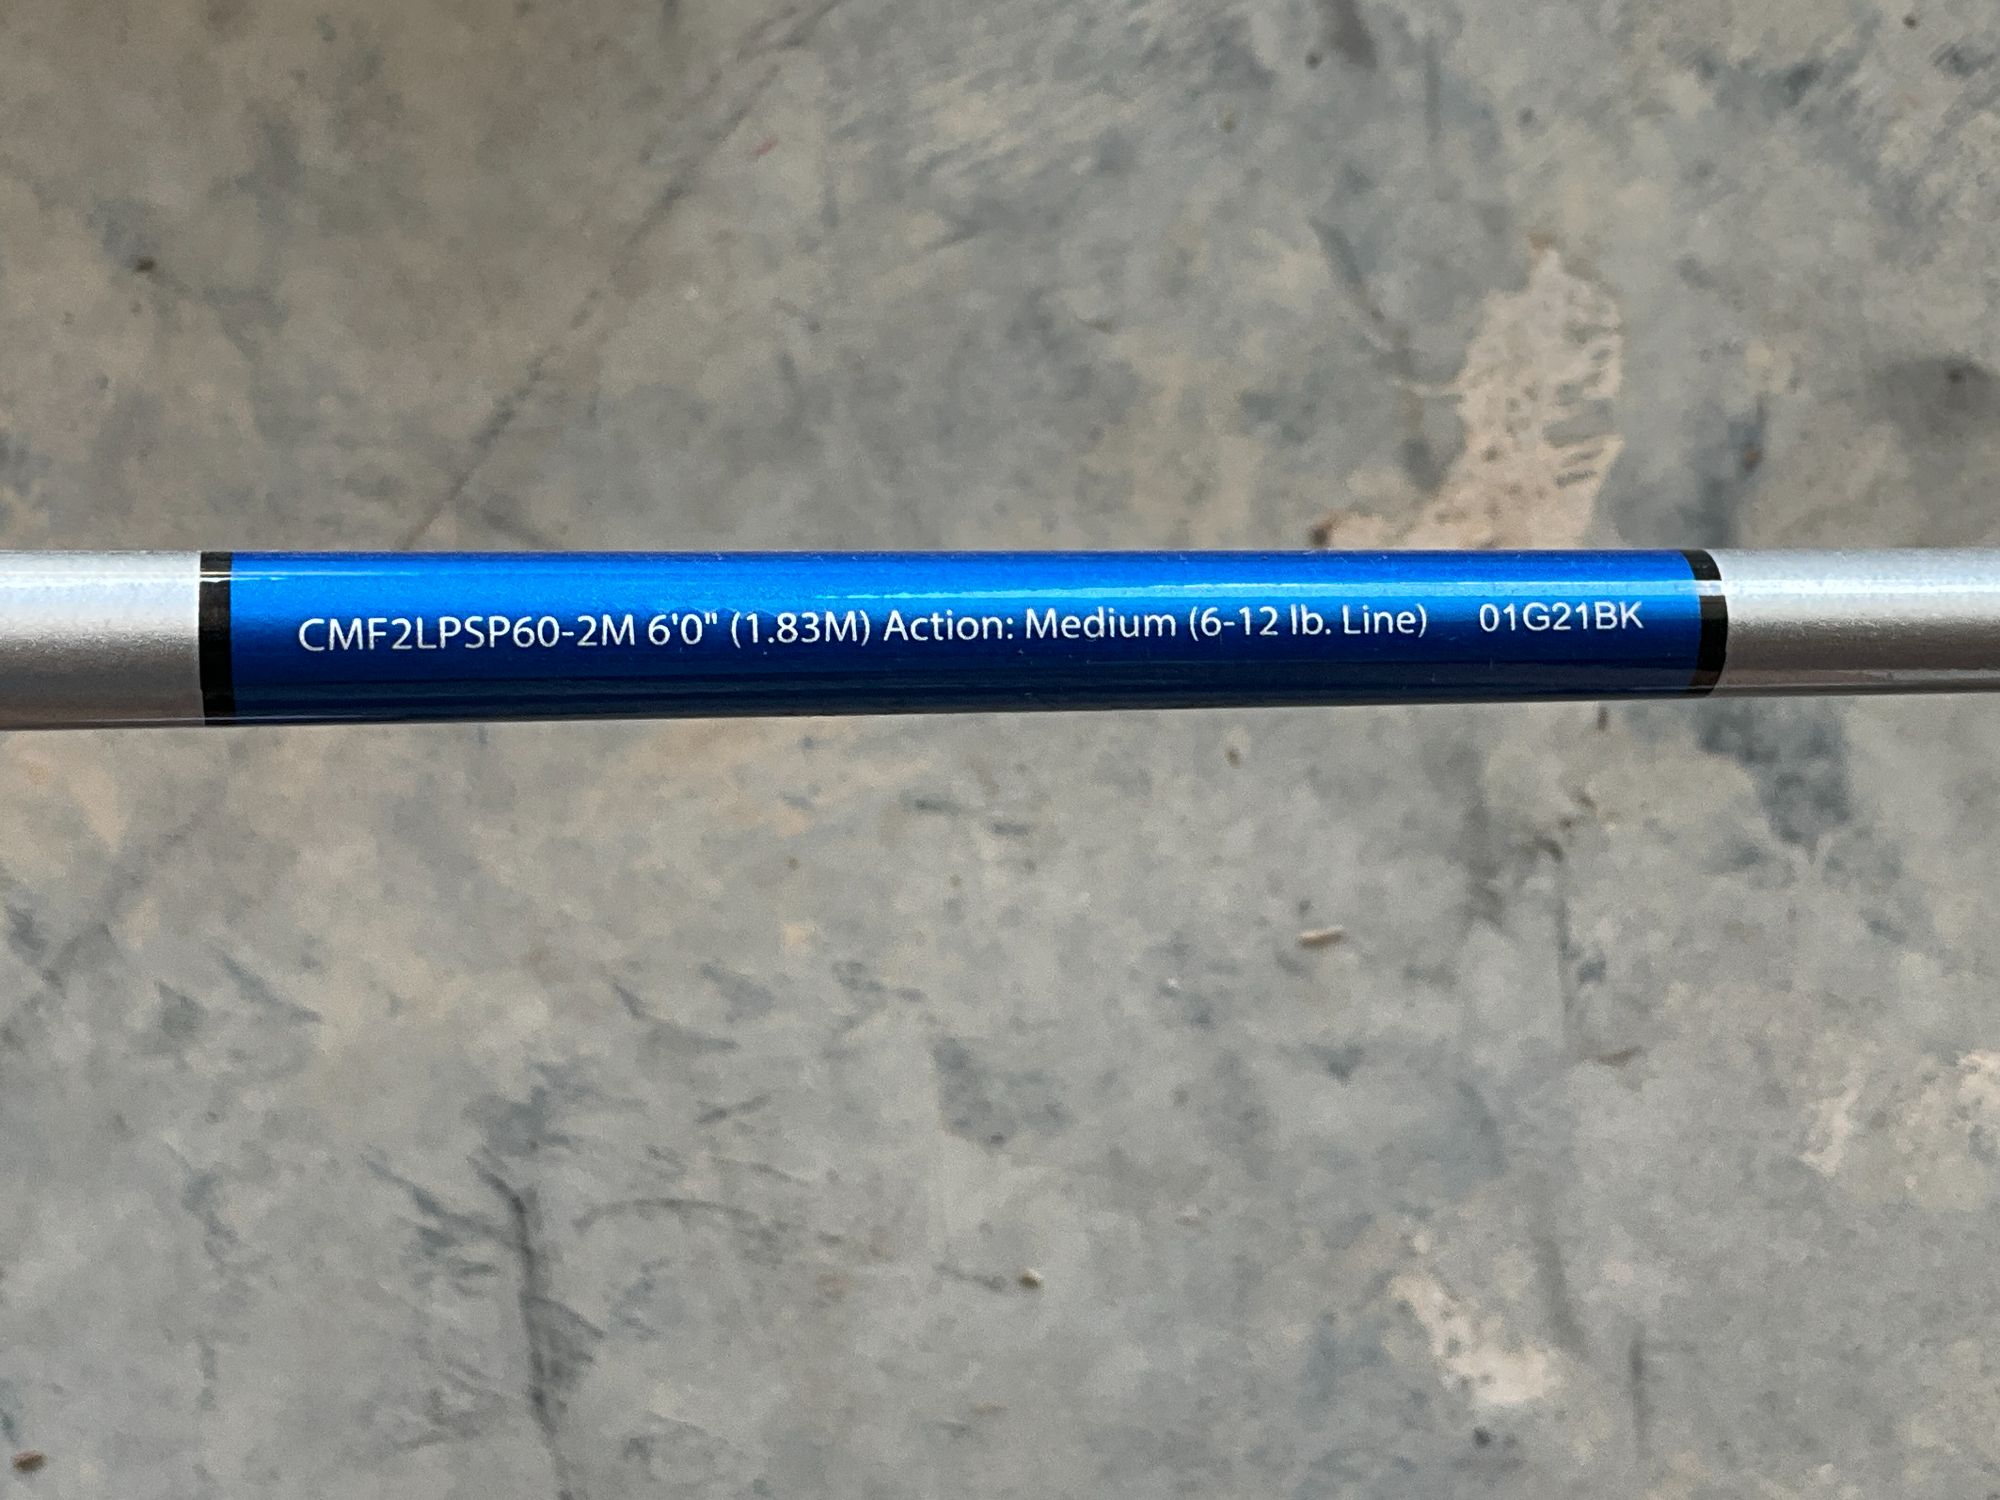 CMF2LPSP60-2M 6'0" (1.83M) Action: Medium (6-12 lb. Line) 01G21BK